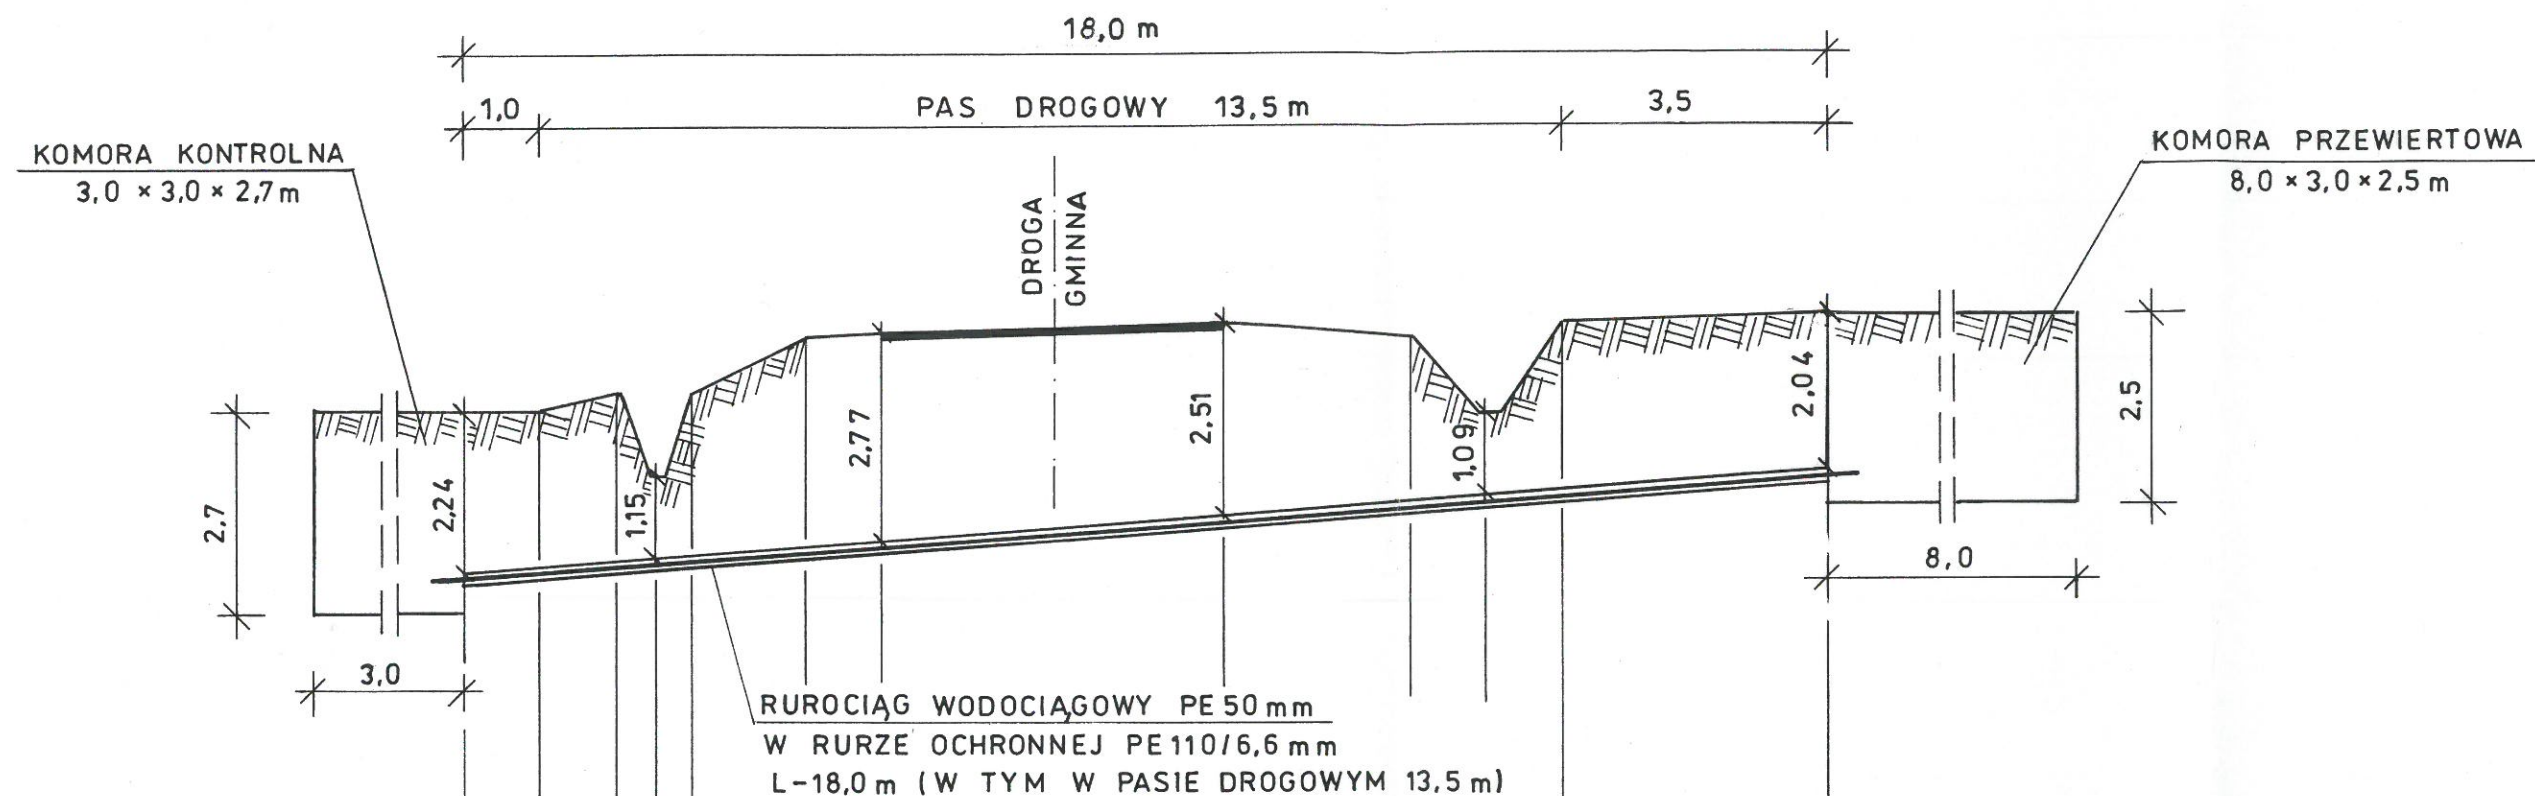 18,0 m
1,0
PAS DROGOWY 13,5 m
3,5
KOMORA KONTROLNA
3,0 × 3,0 × 2,7 m
KOMORA PRZEWIERTOWA
8,0 × 3,0 × 2,5 m
DROGA
GMINNA
2,7
2,24
1,15
2,77
2,51
1,09
2,04
2,5
8,0
3,0
RUROCIĄG WODOCIĄGOWY PE 50 mm
W RURZE OCHRONNEJ PE 110/6,6 mm
L-18,0 m (W TYM W PASIE DROGOWYM 13,5 m)